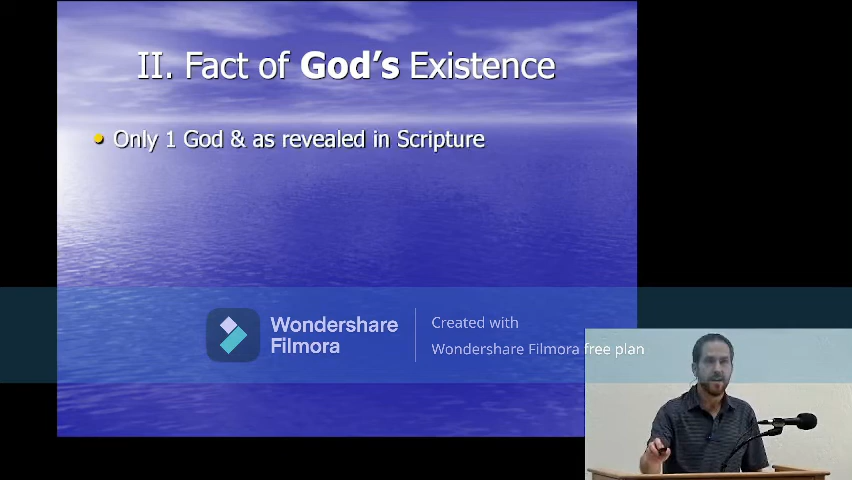 II. Fact of God's Existence
• Only 1 God & as revealed in Scripture
Wondershare
Filmora
Created with
Wondershare Filmora free plan